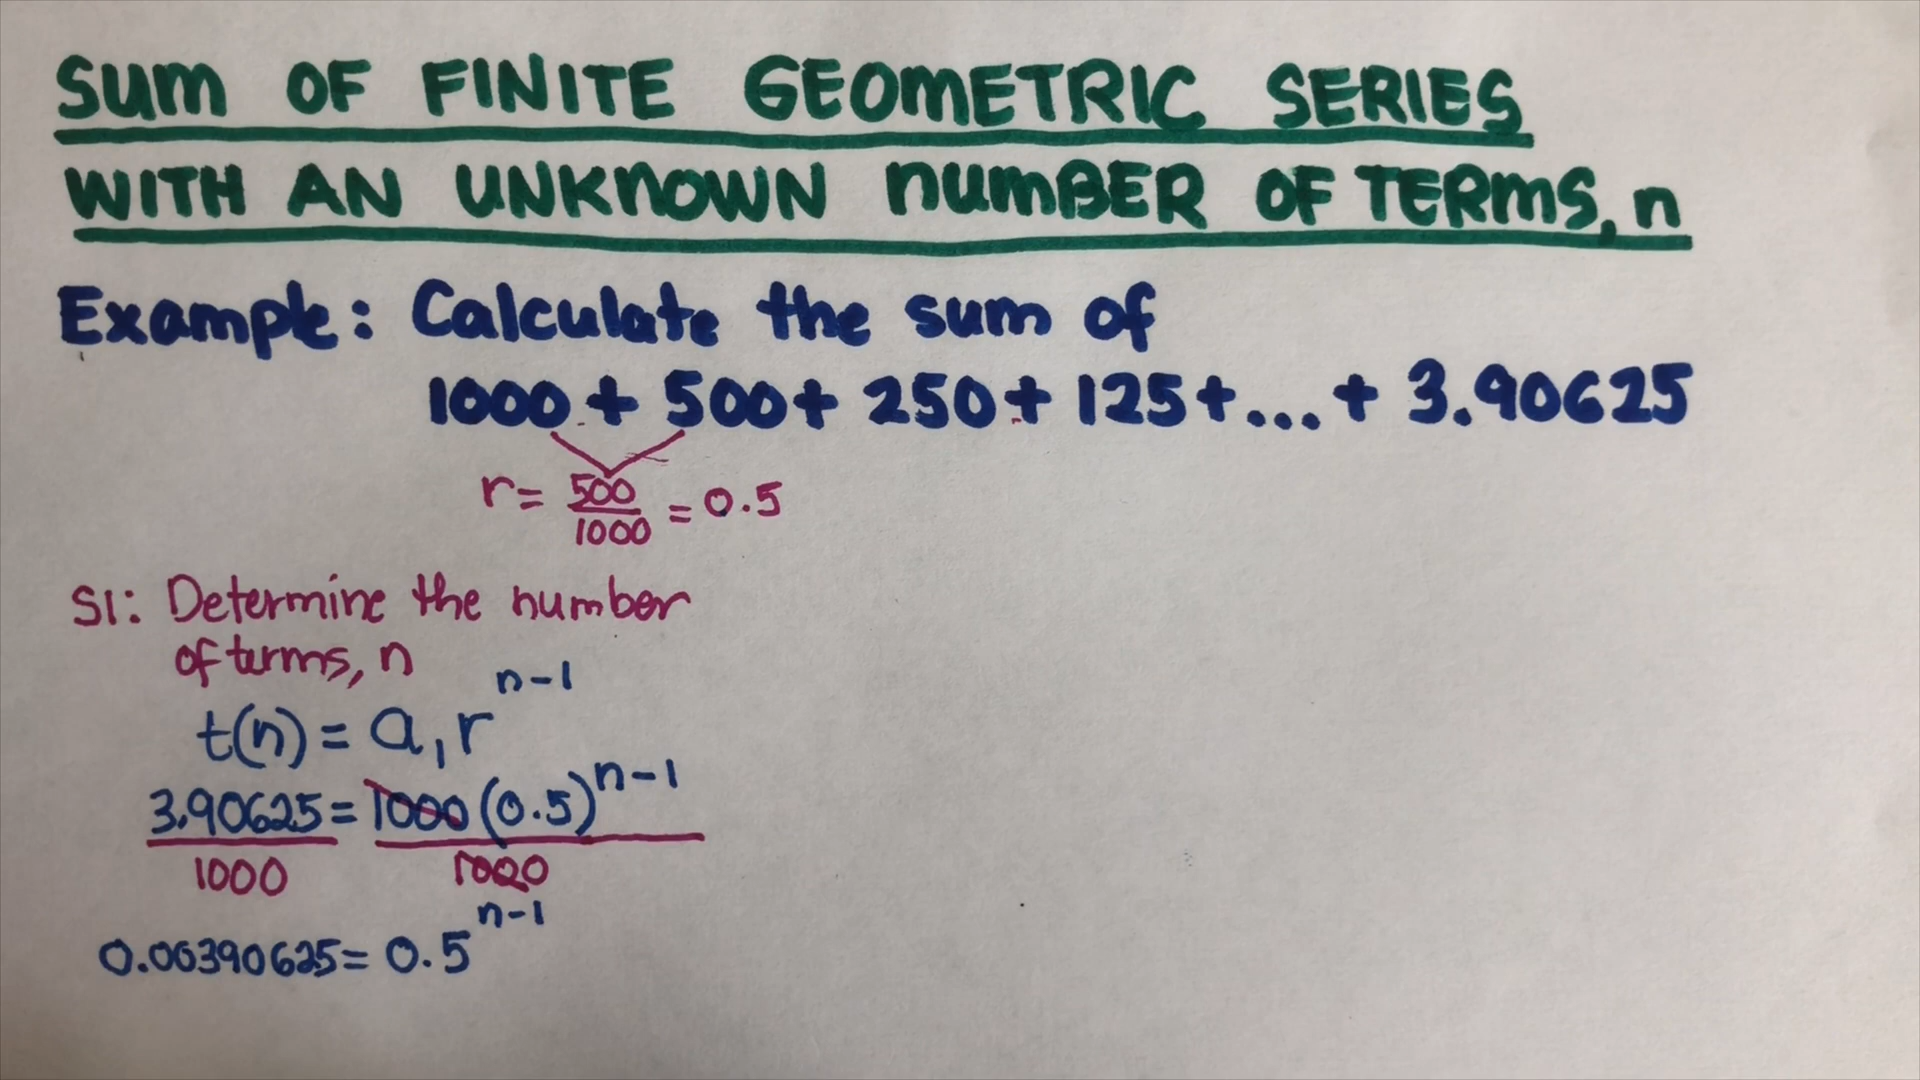 SUM OF FINITE GEOMETRIC SERIES
WITH AN UNKNOWN NUMBER OF TERMS, n
Example: Calculate the sum of
1000 + 500 + 250 + 125 + ... + 3.90625
r = 500/1000 = 0.5
S1: Determine the number
of terms, n
t(n) = a₁r^(n-1)
3.90625 = 1000(0.5)^(n-1)
1000 1000
0.00390625 = 0.5^(n-1)